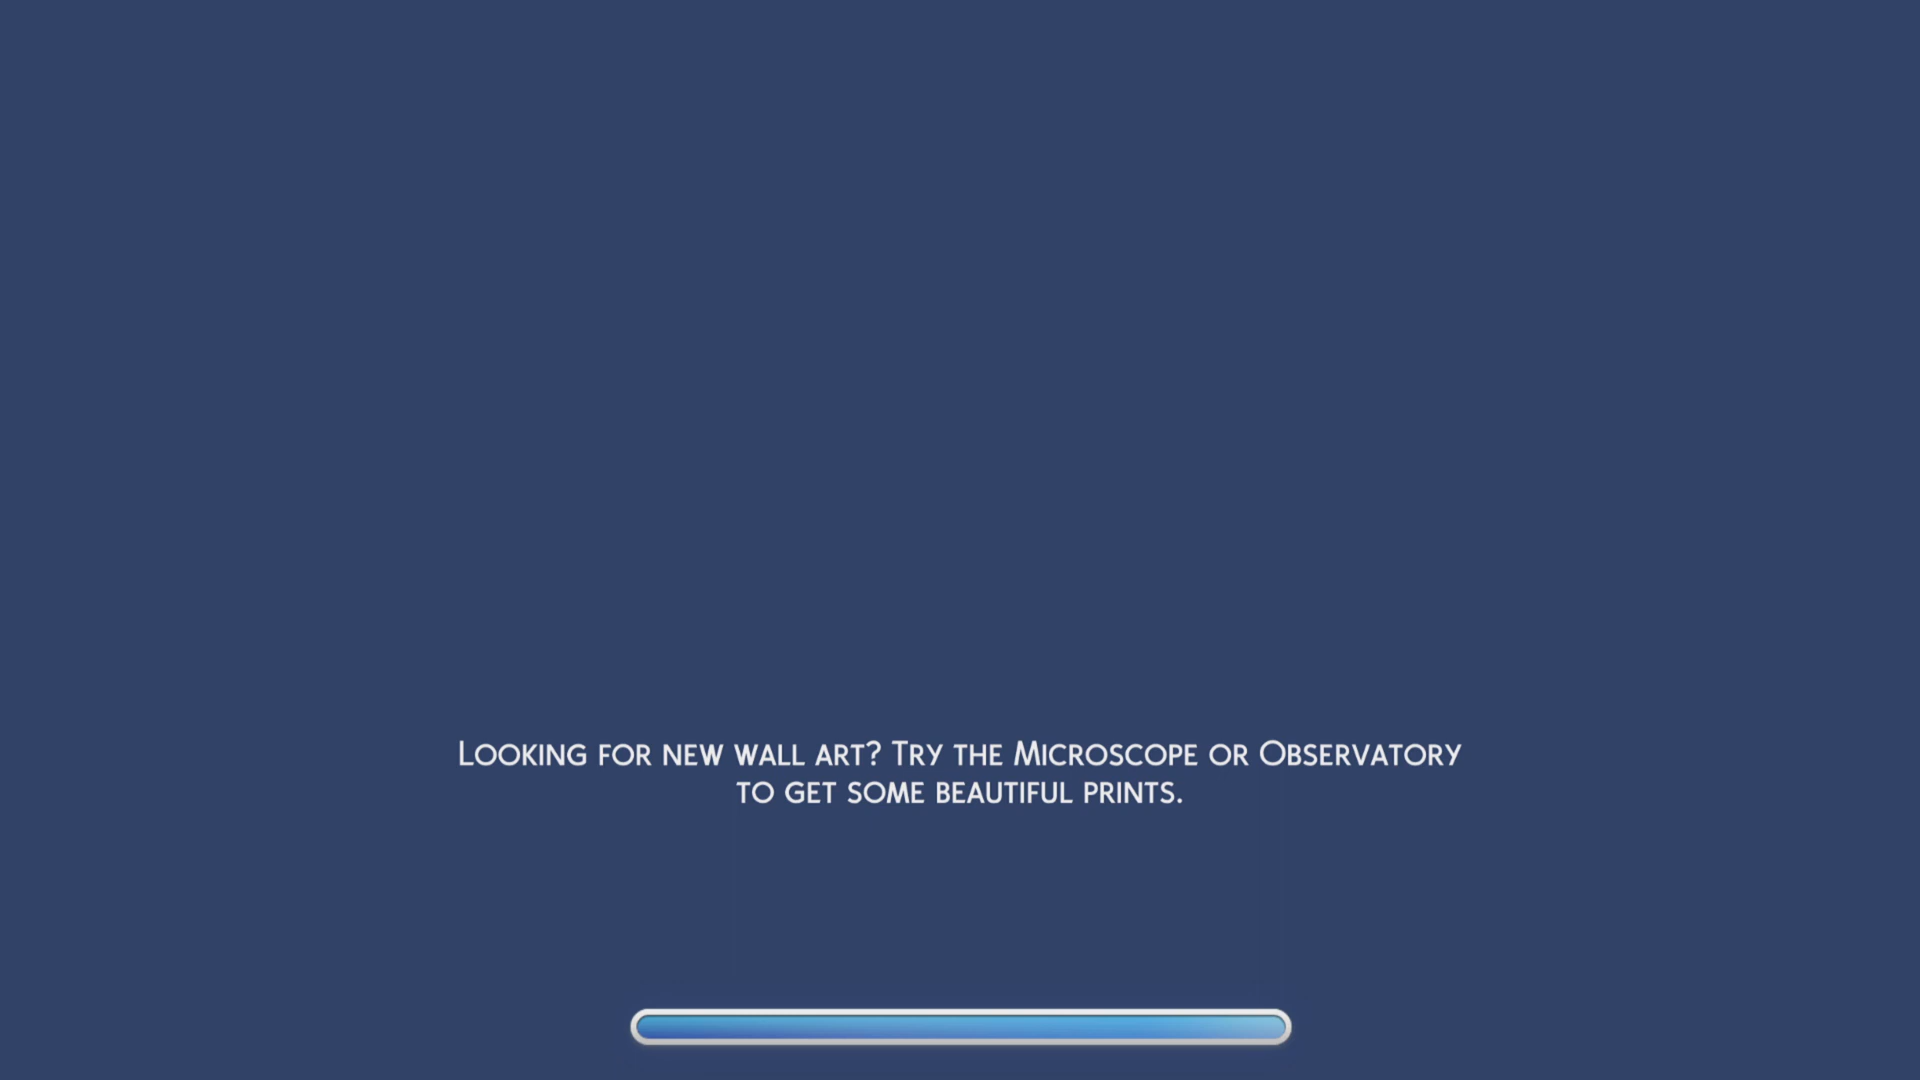 Looking for new wall art? Try the Microscope or Observatory
to get some beautiful prints.